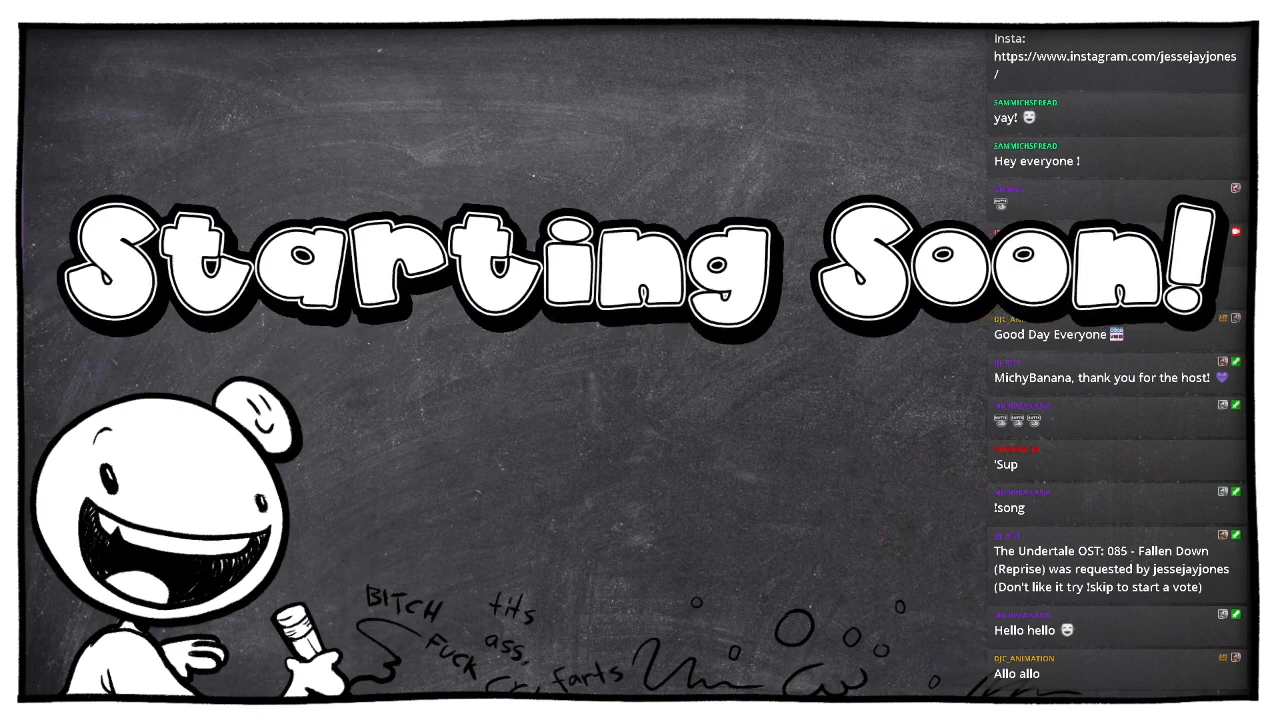 Insta:
https://www.instagram.com/jessejayjones
/
SAMMICHSPREAD
yay!
SAMMICHSPREAD
Hey everyone !
Starting Soon!
Good Day Everyone
MichyBanana, thank you for the host!
'Sup
!song
The Undertale OST: 085 - Fallen Down
(Reprise) was requested by jessejayjones
(Don't like it try !skip to start a vote)
Hello hello
DJC_ANIMATION
Allo allo
BITCH
tits
FUCK
ass,
farts